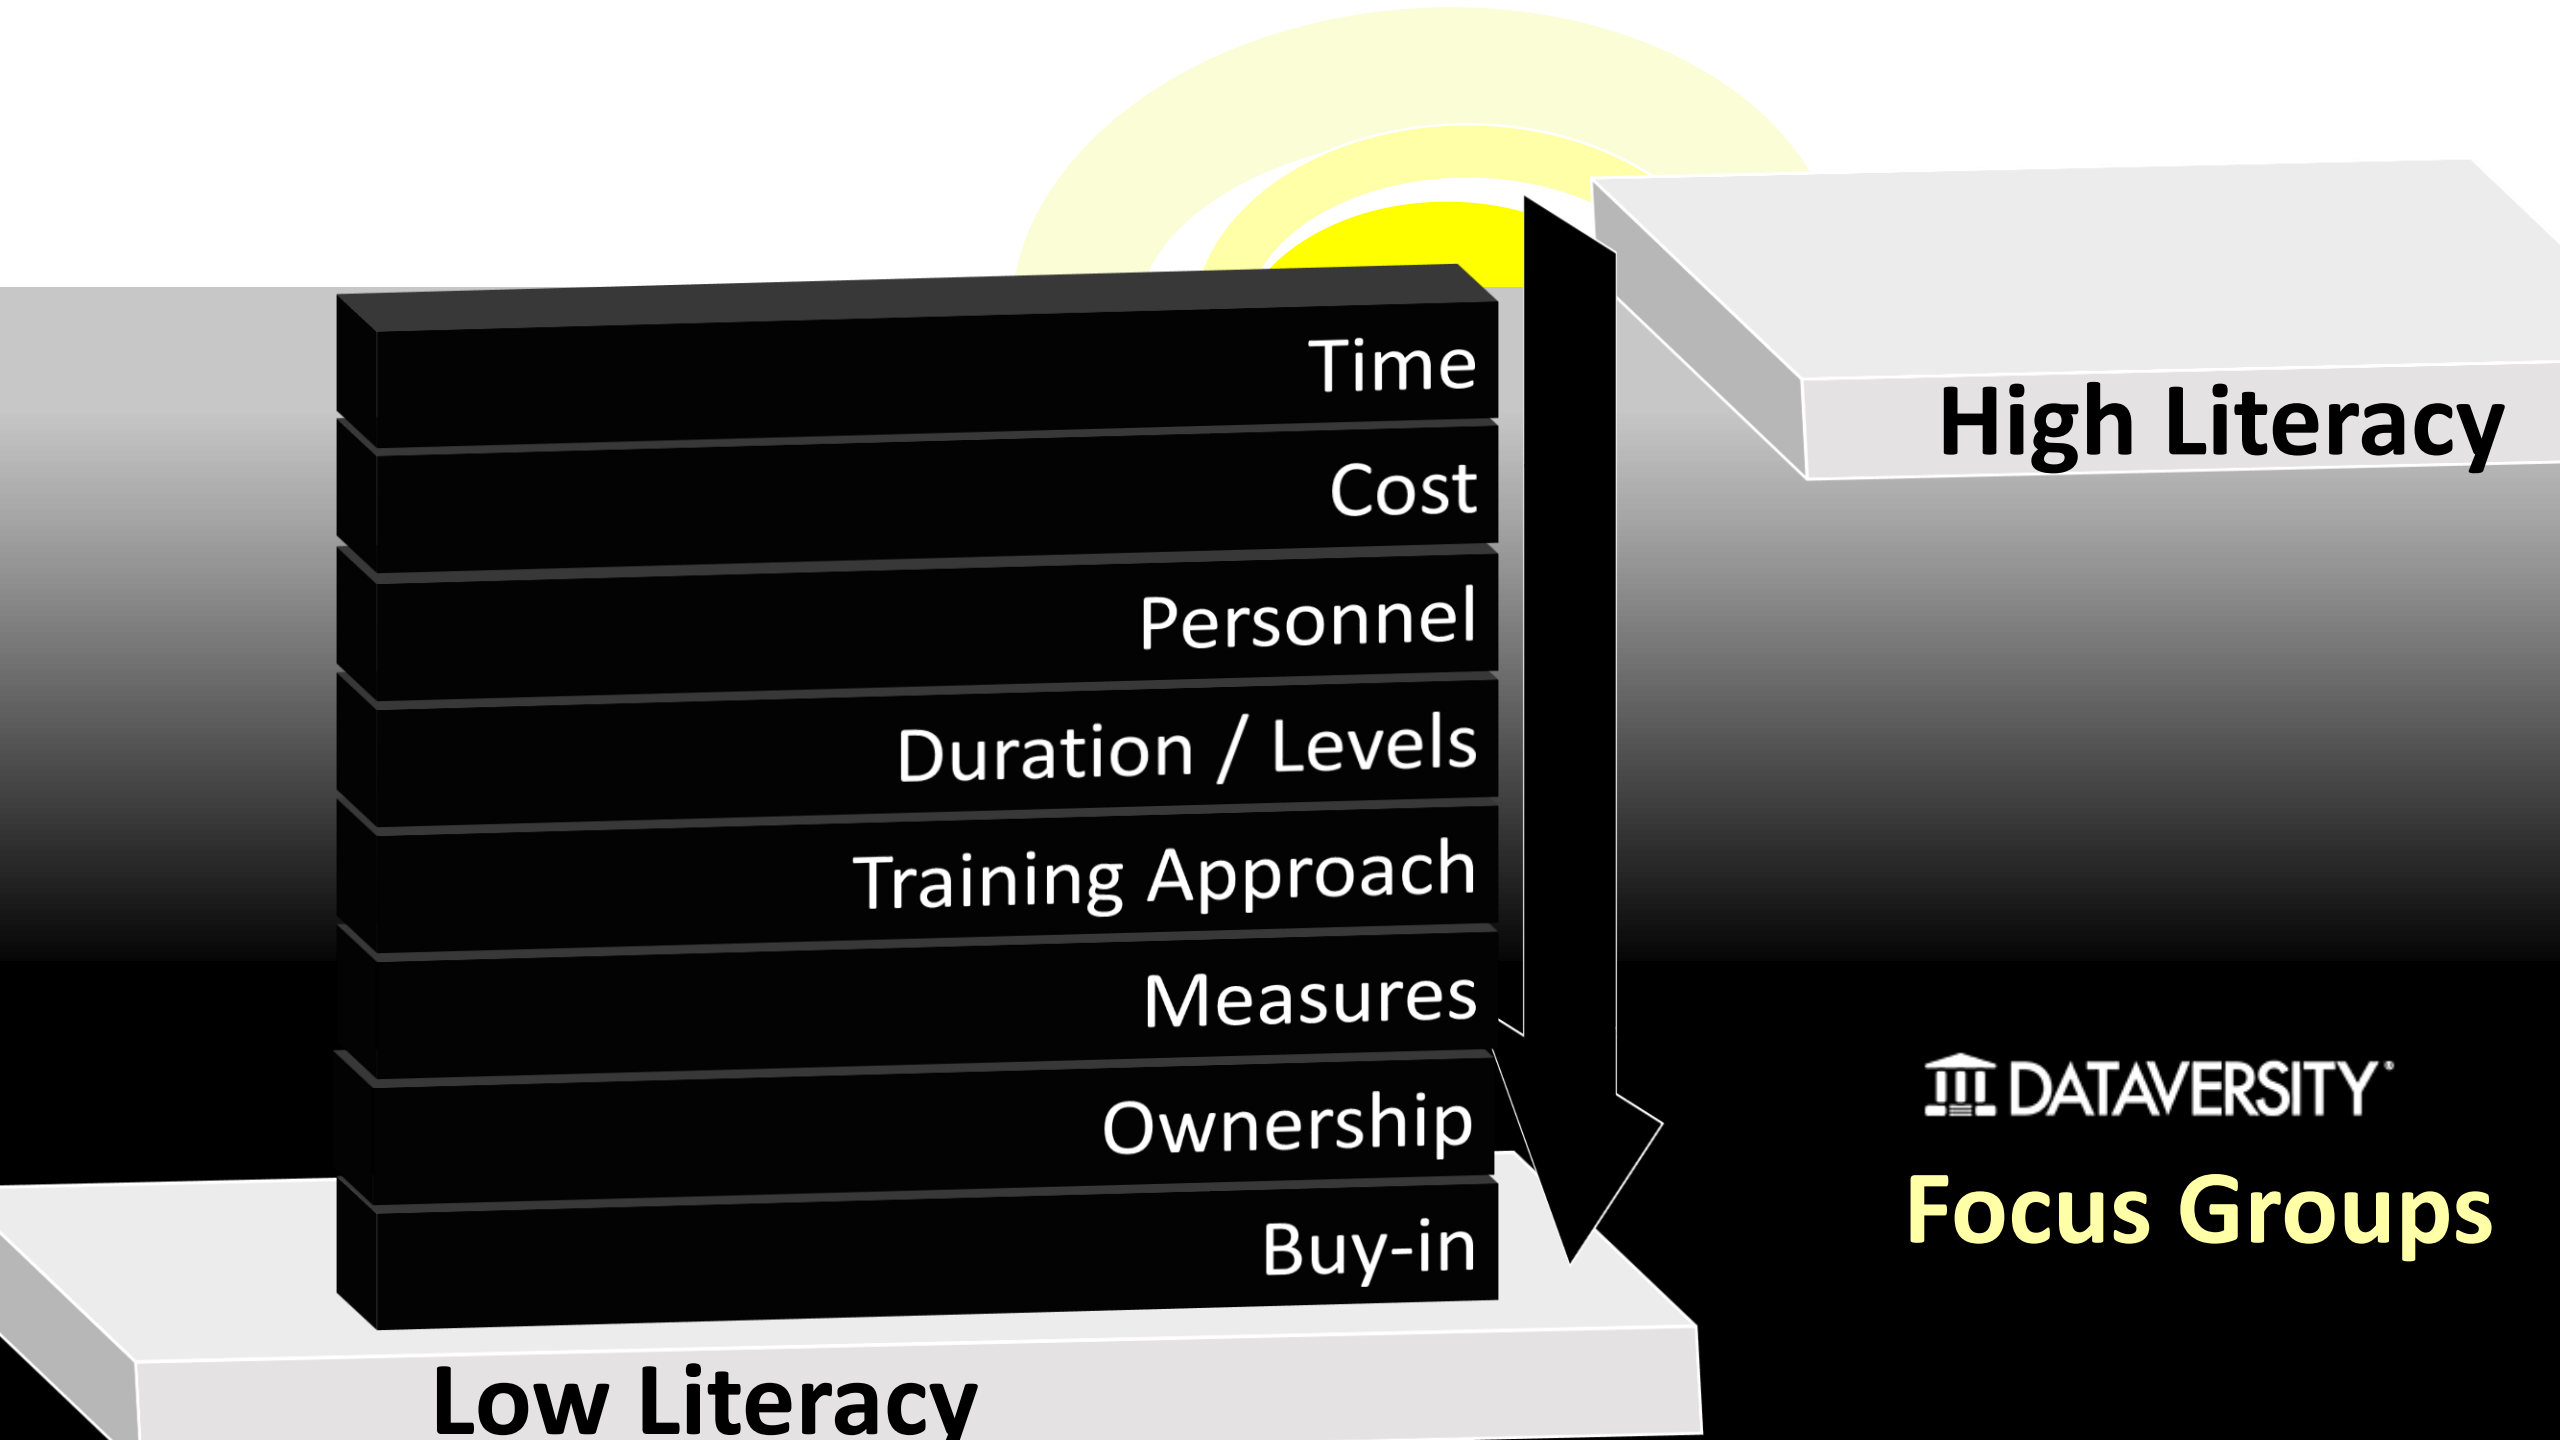 Time
Cost
Personnel
Duration / Levels
Training Approach
Measures
Ownership
Buy-in
Low Literacy
High Literacy
DATAVERSITY®
Focus Groups